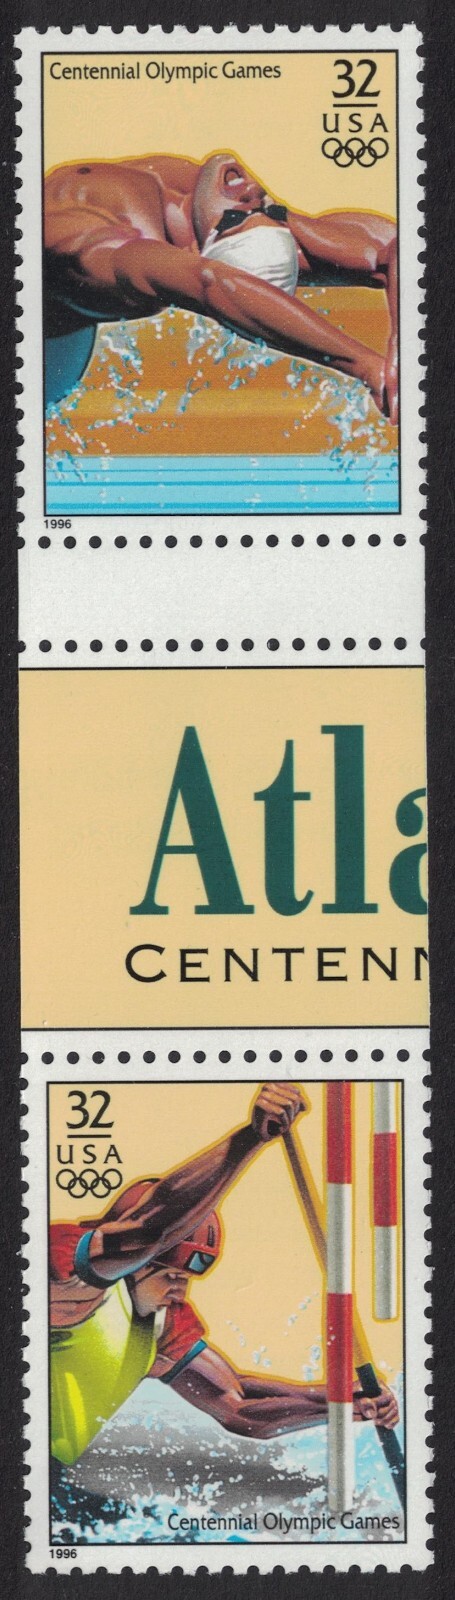 Centennial Olympic Games
32
USA
1996
Atla
CENTENN
32
USA
Centennial Olympic Games
1996